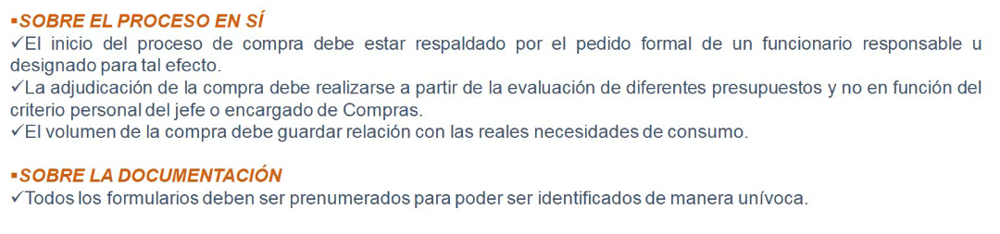 ▪SOBRE EL PROCESO EN SÍ
✓El inicio del proceso de compra debe estar respaldado por el pedido formal de un funcionario responsable u
designado para tal efecto.
✓La adjudicación de la compra debe realizarse a partir de la evaluación de diferentes presupuestos y no en función del
criterio personal del jefe o encargado de Compras.
✓El volumen de la compra debe guardar relación con las reales necesidades de consumo.
▪SOBRE LA DOCUMENTACIÓN
✓Todos los formularios deben ser prenumerados para poder ser identificados de manera unívoca.